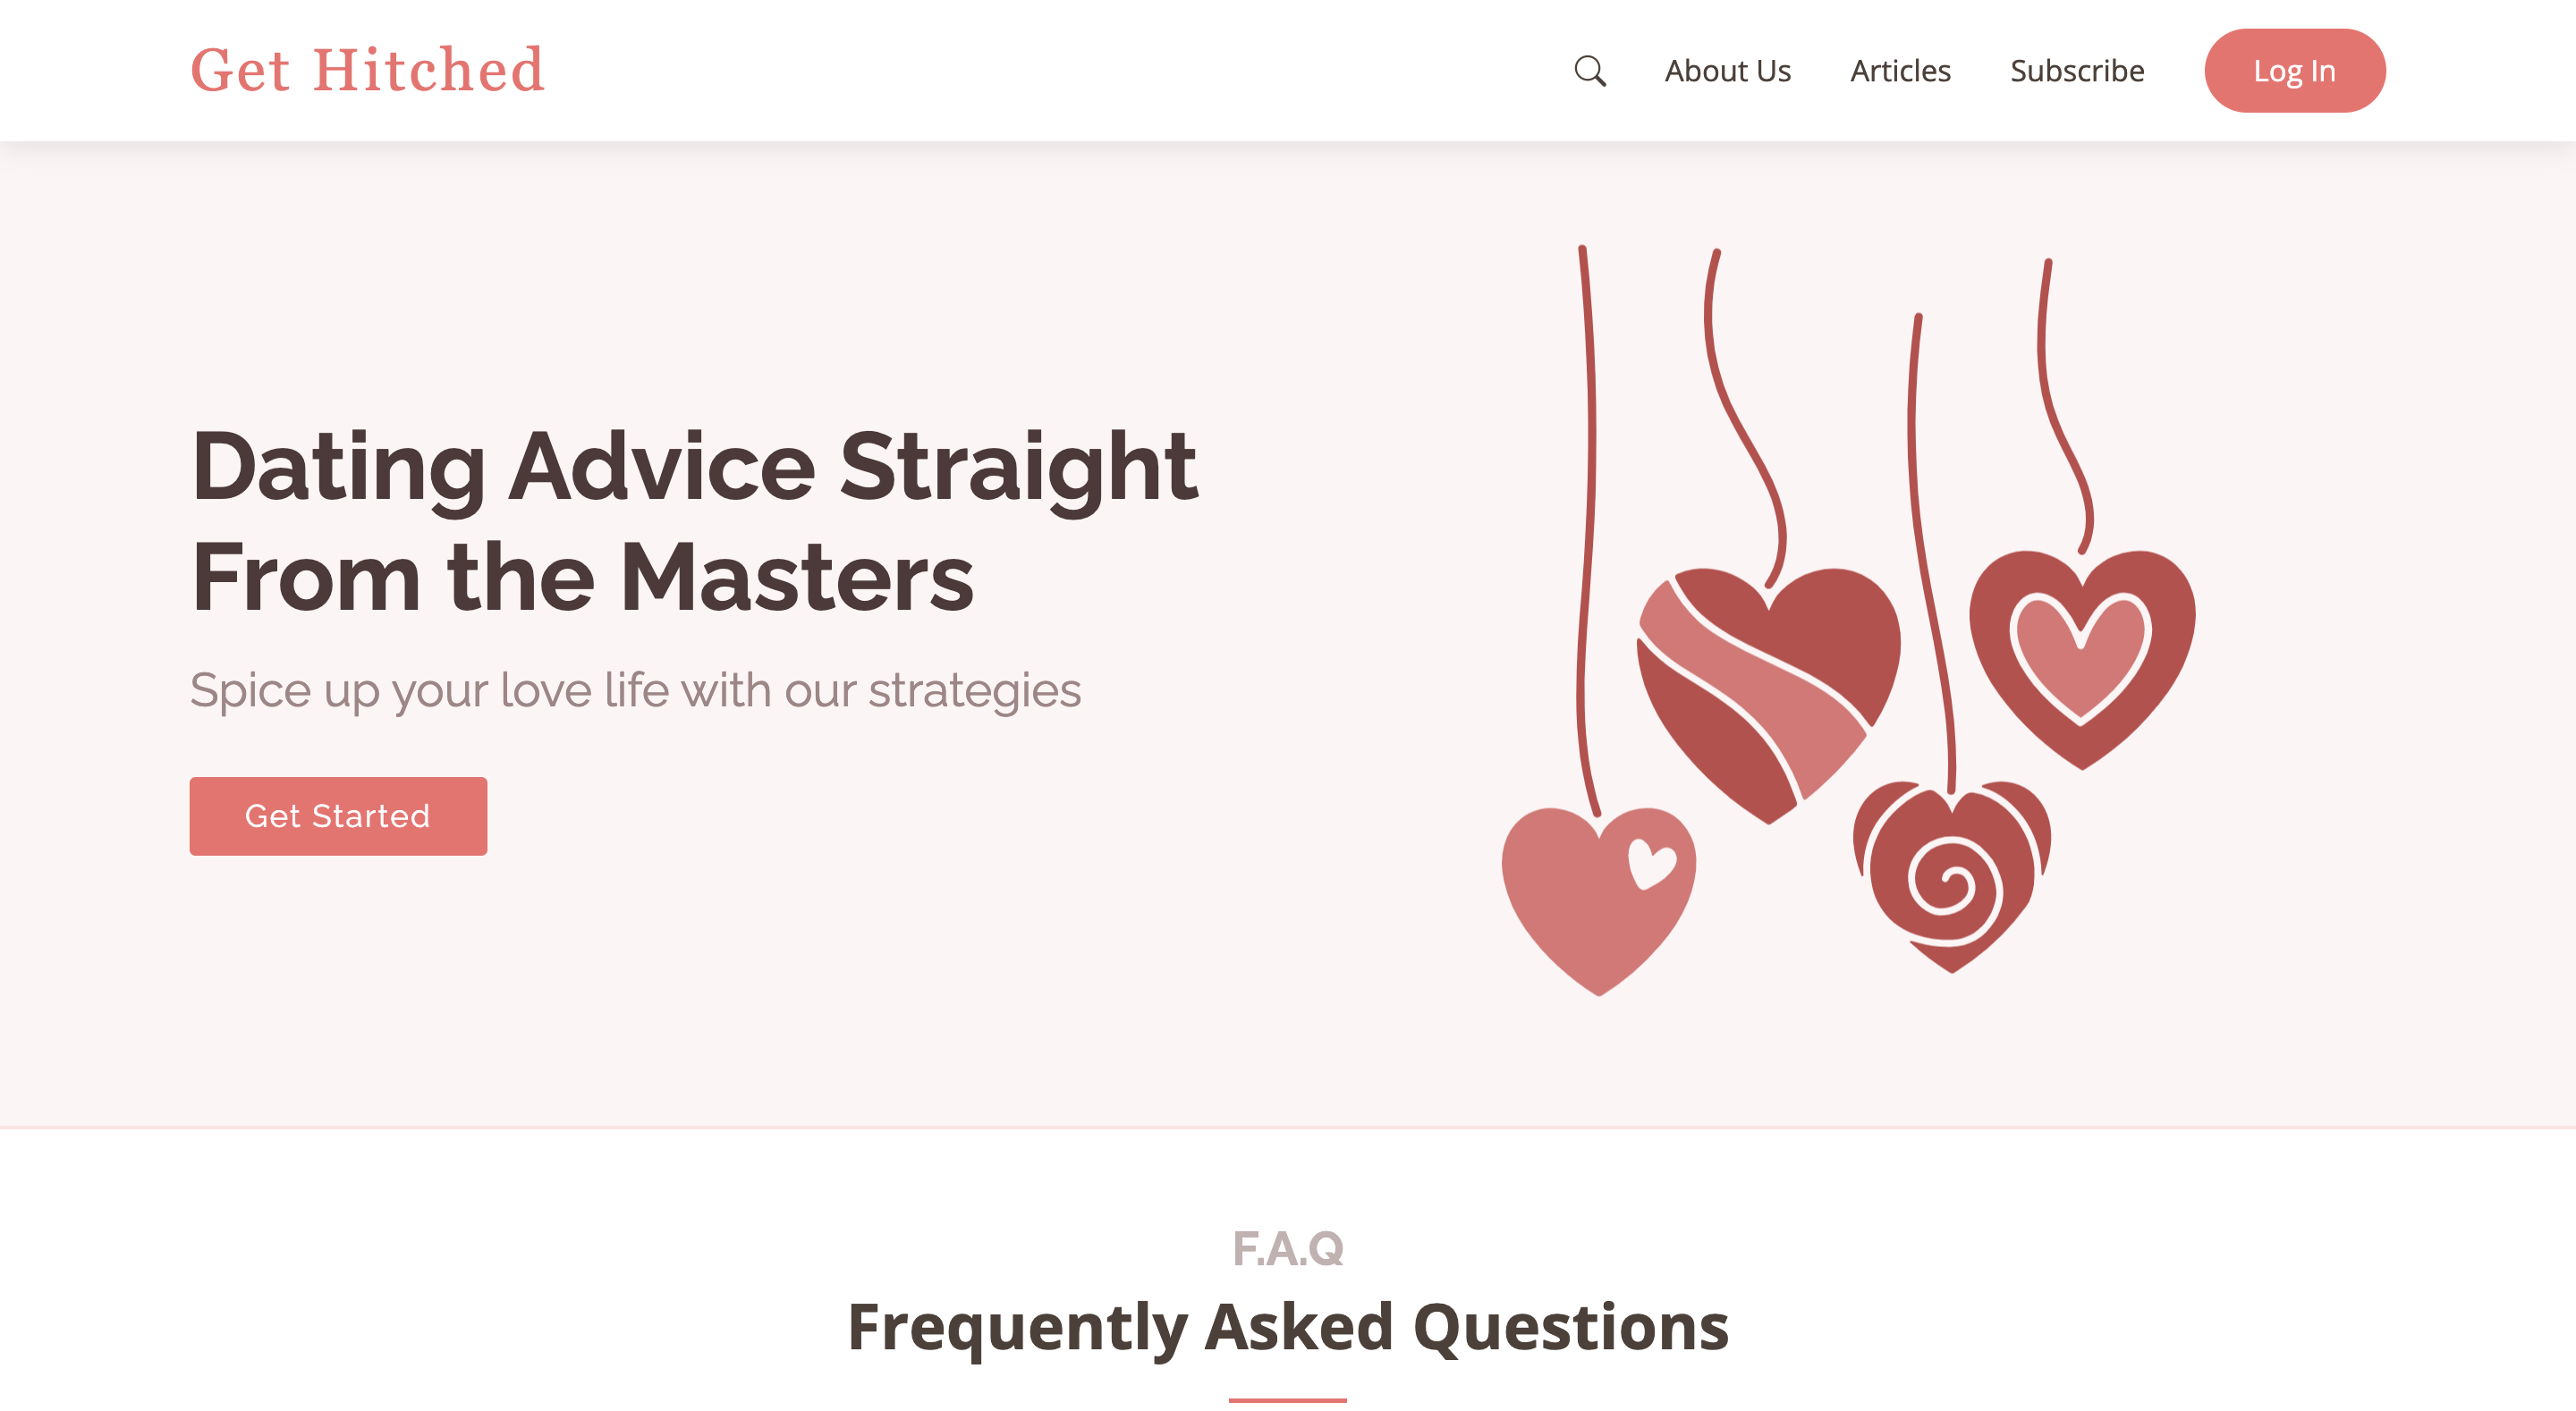 Get Hitched
About Us
Articles
Subscribe
Log In
Dating Advice Straight
From the Masters
Spice up your love life with our strategies
Get Started
F.A.Q
Frequently Asked Questions